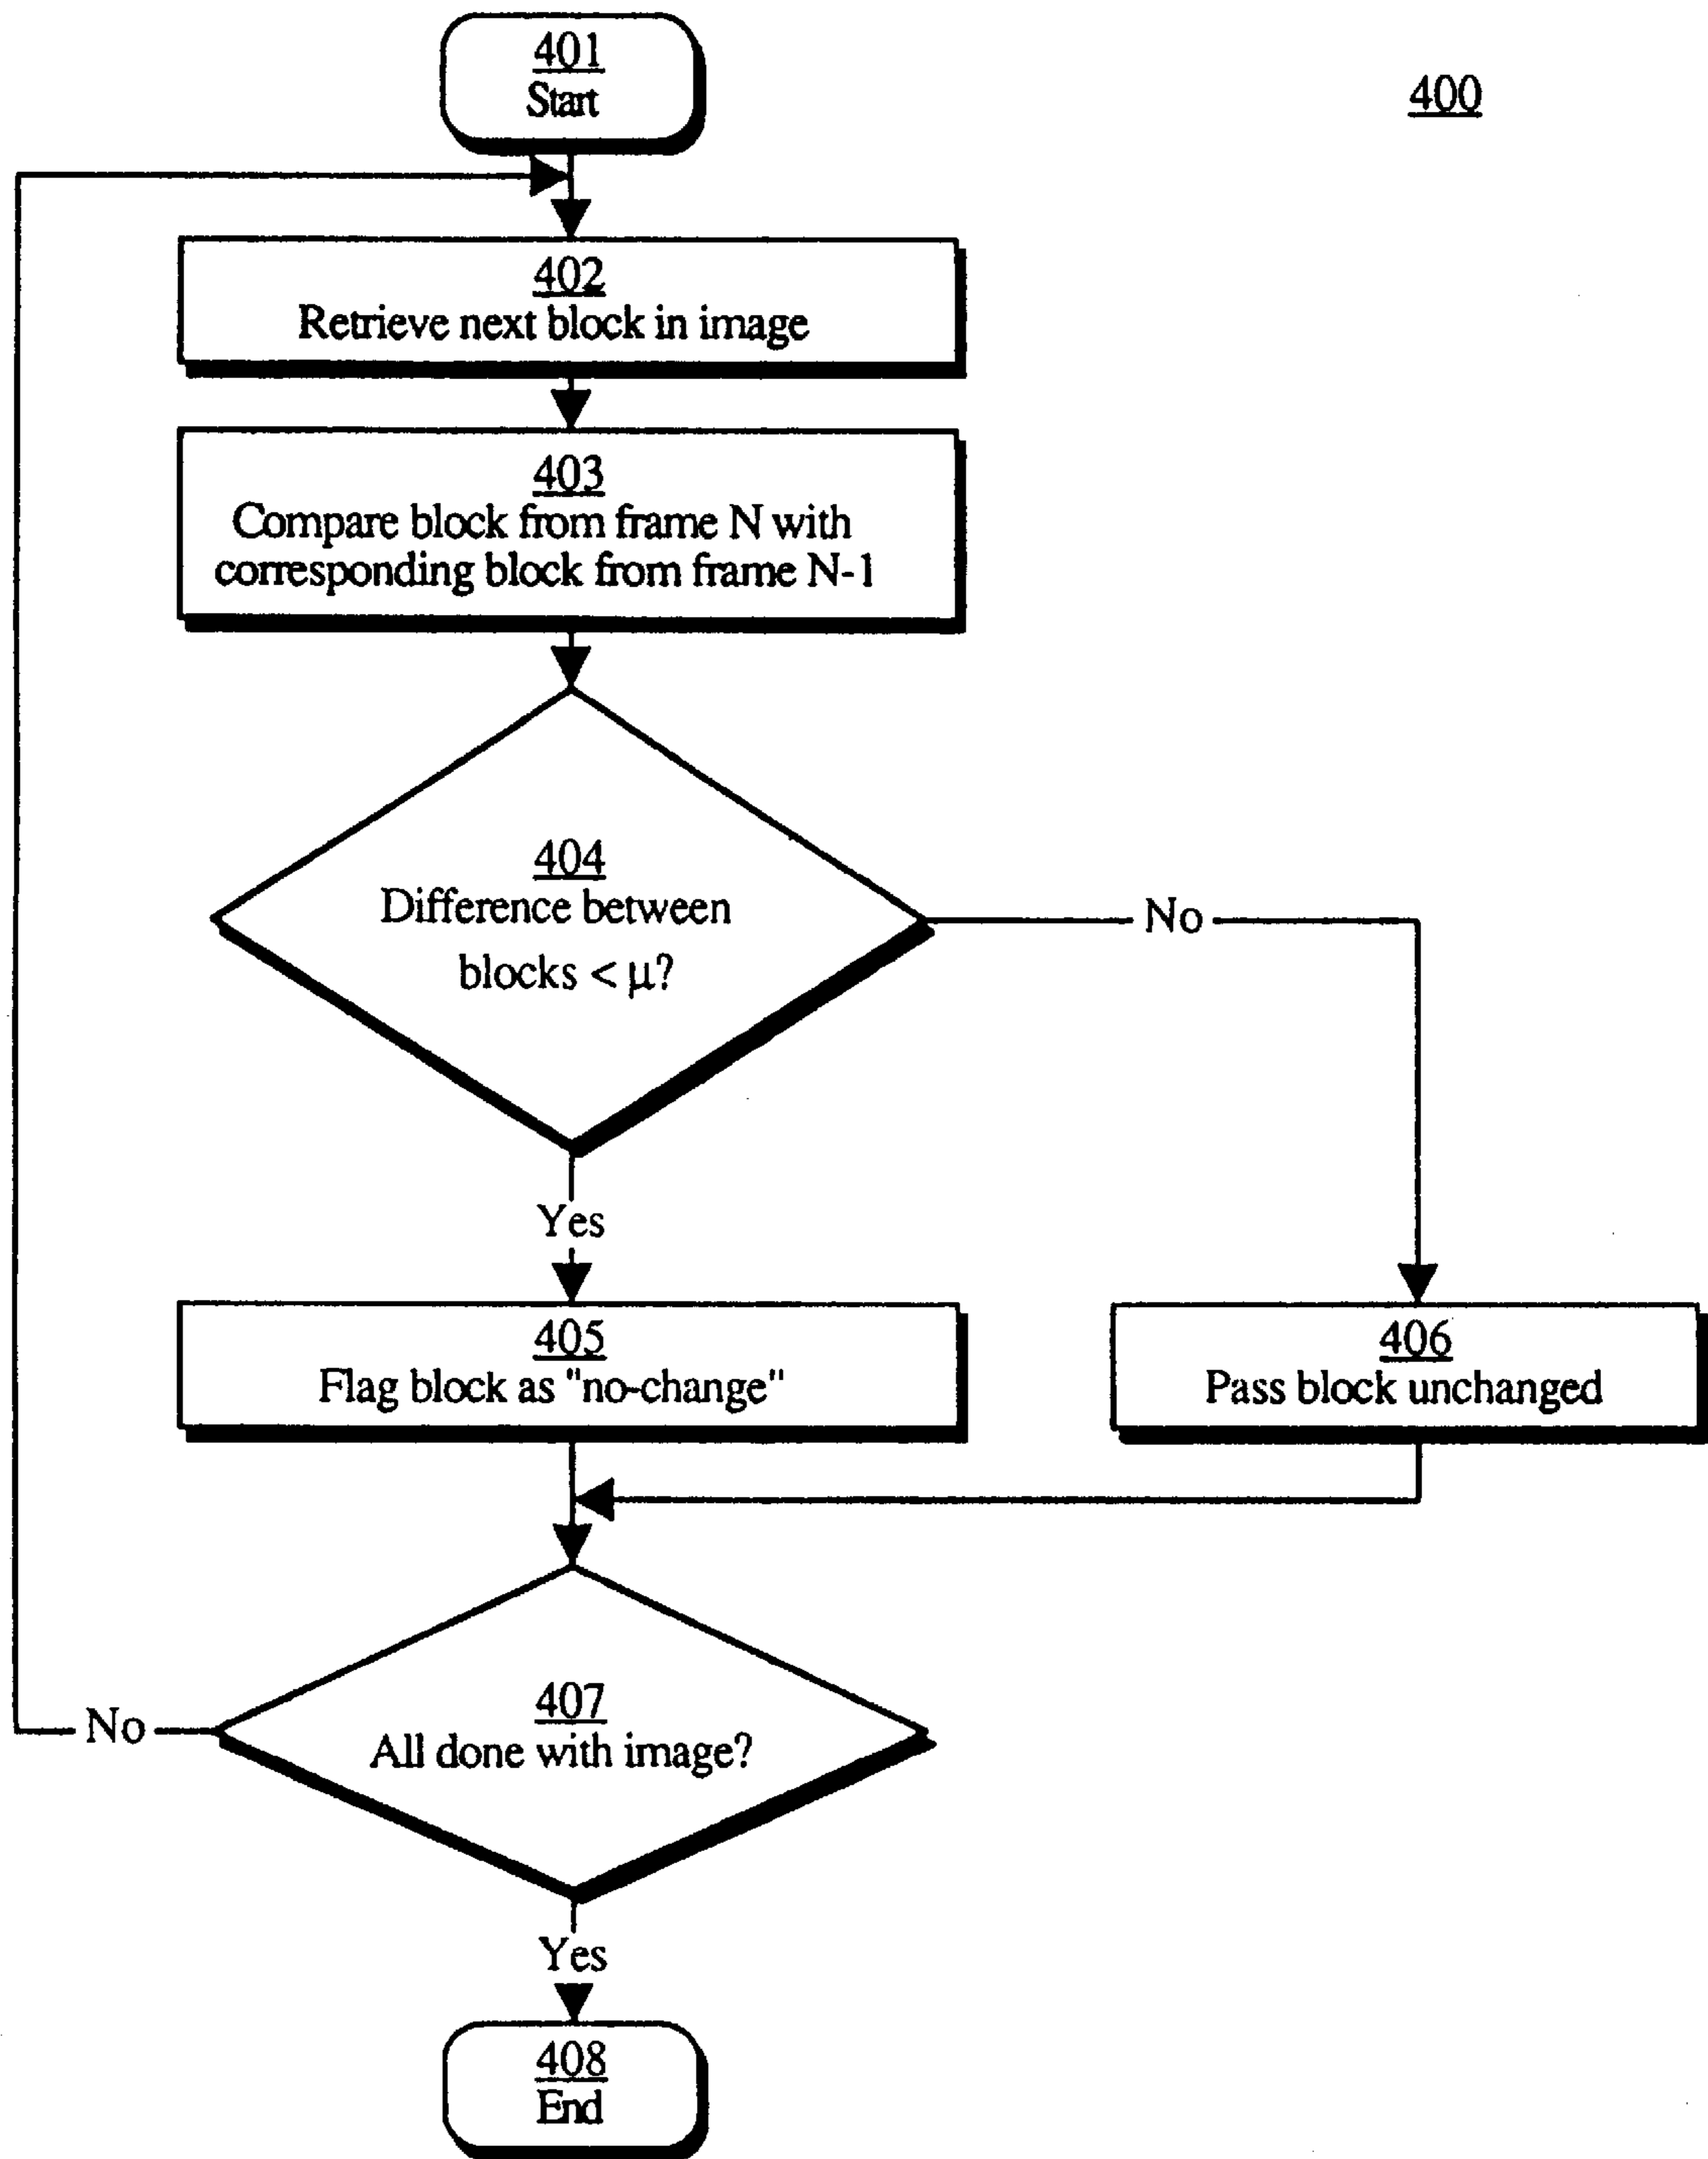 401
Start
400
402
Retrieve next block in image
403
Compare block from frame N with
corresponding block from frame N-1
404
Difference between
blocks < µ?
No
Yes
405
Flag block as "no-change"
406
Pass block unchanged
407
All done with image?
No
Yes
408
End